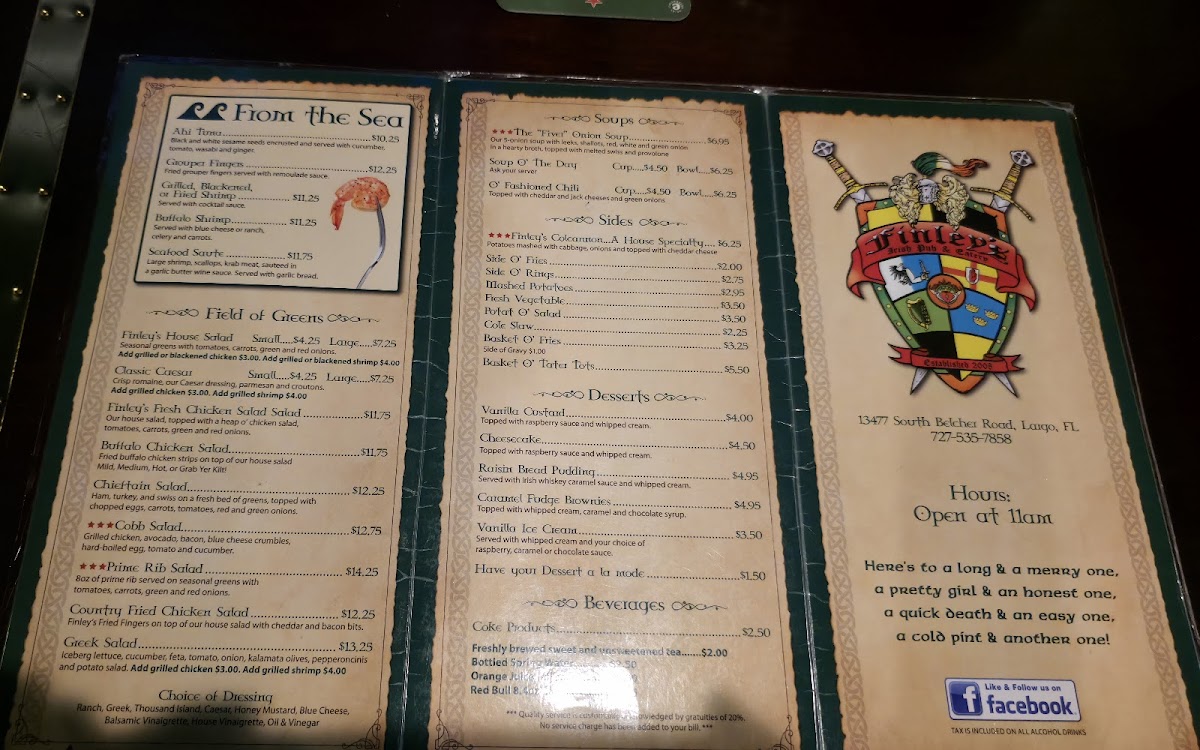 From the Sea
Ahi Tuna $10.25
Black and white sesame seeds encrusted and served with cucumber,
tomato, wasabi and ginger.
Grouper Fingers $12.25
Fried grouper fingers served with remoulade sauce.
Grilled, Blackened,
or Fried Shrimp $11.25
Served with cocktail sauce.
Buffalo Shrimp $11.25
Served with blue cheese or ranch,
celery and carrots.
Seafood Saute $11.75
Large shrimp, scallops, krab meat, sauteed in
a garlic butter wine sauce. Served with garlic bread.
Field of Greens
Finley's House Salad Small....$4.25 Large....$7.25
Seasonal greens with tomatoes, carrots, green and red onions.
Add grilled or blackened chicken $3.00. Add grilled or blackened shrimp $4.00
Classic Caesar Small....$4.25 Large....$7.25
Crisp romaine, our Caesar dressing, parmesan and croutons.
Add grilled chicken $3.00. Add grilled shrimp $4.00
Finley's Fresh Chicken Salad Salad $11.75
Our house salad, topped with a heap o' chicken salad,
tomatoes, carrots, green and red onions.
Buffalo Chicken Salad $11.75
Fried buffalo chicken strips on top of our house salad
Mild, Medium, Hot, or Grab Yer Kilt!
Chieftain Salad $12.25
Ham, turkey, and swiss on a fresh bed of greens, topped with
chopped eggs, carrots, tomatoes, red and green onions.
***Cobb Salad $12.75
Grilled chicken, avocado, bacon, blue cheese crumbles,
hard-boiled egg, tomato and cucumber.
***Prime Rib Salad $14.25
8oz of prime rib served on seasonal greens with
tomatoes, carrots, green and red onions.
Country Fried Chicken Salad $12.25
Finley's Fried Fingers on top of our house salad with cheddar and bacon bits.
Greek Salad $13.25
Iceberg lettuce, cucumber, feta, tomato, onion, kalamata olives, pepperoncinis
and potato salad. Add grilled chicken $3.00. Add grilled shrimp $4.00
Choice of Dressing
Ranch, Greek, Thousand Island, Caesar, Honey Mustard, Blue Cheese,
Balsamic Vinaigrette, House Vinaigrette, Oil & Vinegar
Soups
***The "Fiver" Onion Soup $6.95
Our 5-onion soup with leeks, shallots, red, white and green onion
in a hearty broth, topped with melted swiss and provolone
Soup O' The Day Cup....$4.50 Bowl....$6.25
Ask your server
O' Fashioned Chili Cup....$4.50 Bowl....$6.25
Topped with cheddar and jack cheeses and green onions
Sides
***Finley's Colcannon...A House Specialty.... $6.25
Potatoes mashed with cabbage, onions and topped with cheddar cheese
Side O' Fries $2.00
Side O' Rings $2.75
Mashed Potatoes $2.95
Fresh Vegetable $3.50
Potat O' Salad $3.50
Cole Slaw $2.25
Basket O' Fries $3.25
Side of Gravy $1.00
Basket O' Tater Tots $5.50
Desserts
Vanilla Custard $4.00
Topped with raspberry sauce and whipped cream.
Cheesecake $4.50
Topped with raspberry sauce and whipped cream.
Raisin Bread Pudding $4.95
Served with Irish whiskey caramel sauce and whipped cream.
Caramel Fudge Brownies $4.95
Topped with whipped cream, caramel and chocolate syrup.
Vanilla Ice Cream $3.50
Served with whipped cream and your choice of
raspberry, caramel or chocolate sauce.
Have your Dessert a la mode $1.50
Beverages
Coke Products $2.50
Freshly brewed sweet and unsweetened tea.......$2.00
Bottled Spring
Orange
Red Bull
*** Quality service is customarily acknowledged by gratuities of 20%.
No service charge has been added to your bill. ***
Finley's
Irish Pub & Eatery
Established 2008
13477 South Belcher Road, Largo, FL
727-535-7858
Hours:
Open at 11am
Here's to a long & a merry one,
a pretty girl & an honest one,
a quick death & an easy one,
a cold pint & another one!
Like & Follow us on
facebook
TAX IS INCLUDED ON ALL ALCOHOL DRINKS